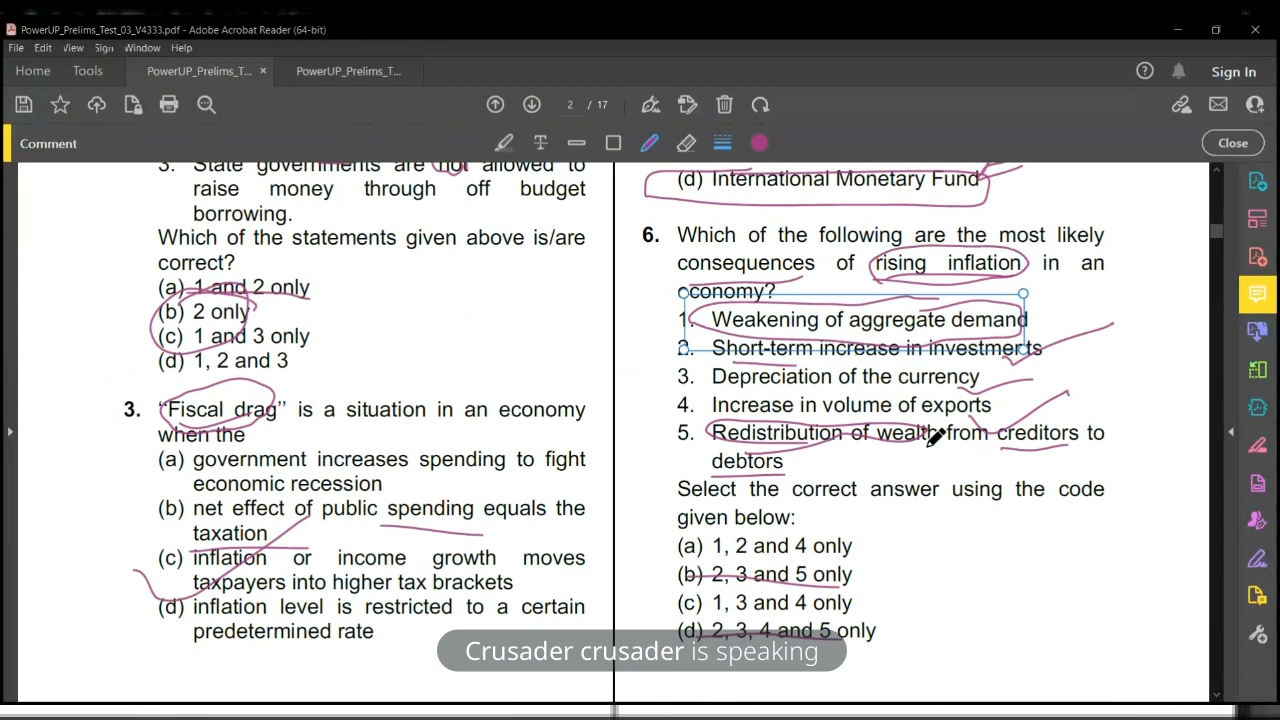 PowerUP_Prelims_Test_03_V4333.pdf - Adobe Acrobat Reader (64-bit)
File Edit View Sign Window Help
Home Tools PowerUP_Prelims_T... × PowerUP_Prelims_T... Sign In
2 / 17
Comment Close
3. State governments are not allowed to
raise money through off budget
borrowing.
Which of the statements given above is/are
correct?
(a) 1 and 2 only
(b) 2 only
(c) 1 and 3 only
(d) 1, 2 and 3
3. "Fiscal drag" is a situation in an economy
when the
(a) government increases spending to fight
economic recession
(b) net effect of public spending equals the
taxation
(c) inflation or income growth moves
taxpayers into higher tax brackets
(d) inflation level is restricted to a certain
predetermined rate
(d) International Monetary Fund
6. Which of the following are the most likely
consequences of rising inflation in an
economy?
1. Weakening of aggregate demand
2. Short-term increase in investments
3. Depreciation of the currency
4. Increase in volume of exports
5. Redistribution of wealth from creditors to
debtors
Select the correct answer using the code
given below:
(a) 1, 2 and 4 only
(b) 2, 3 and 5 only
(c) 1, 3 and 4 only
(d) 2, 3, 4 and 5 only
Crusader crusader is speaking